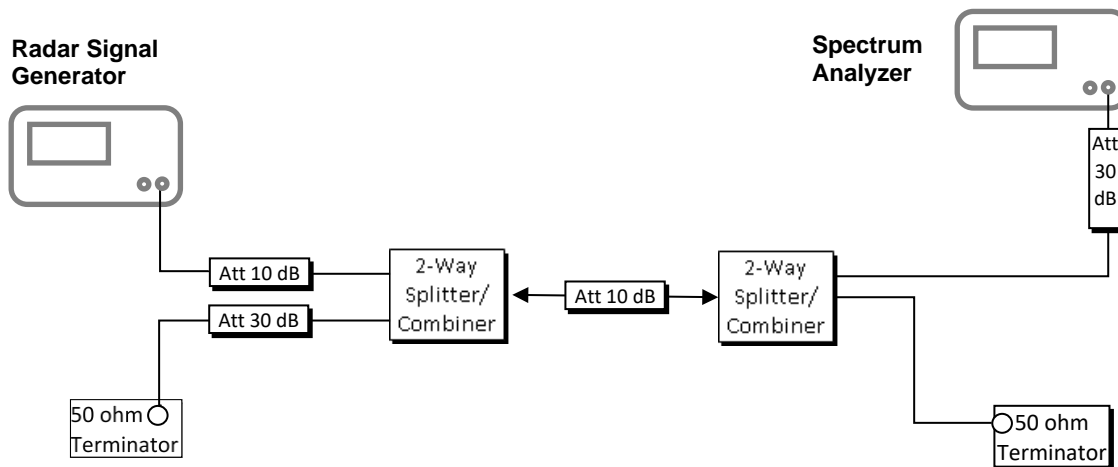 Radar Signal
Generator
Spectrum
Analyzer
Att
30
dB
Att 10 dB
2-Way
Splitter/
Combiner
Att 10 dB
2-Way
Splitter/
Combiner
Att 30 dB
50 ohm
Terminator
50 ohm
Terminator